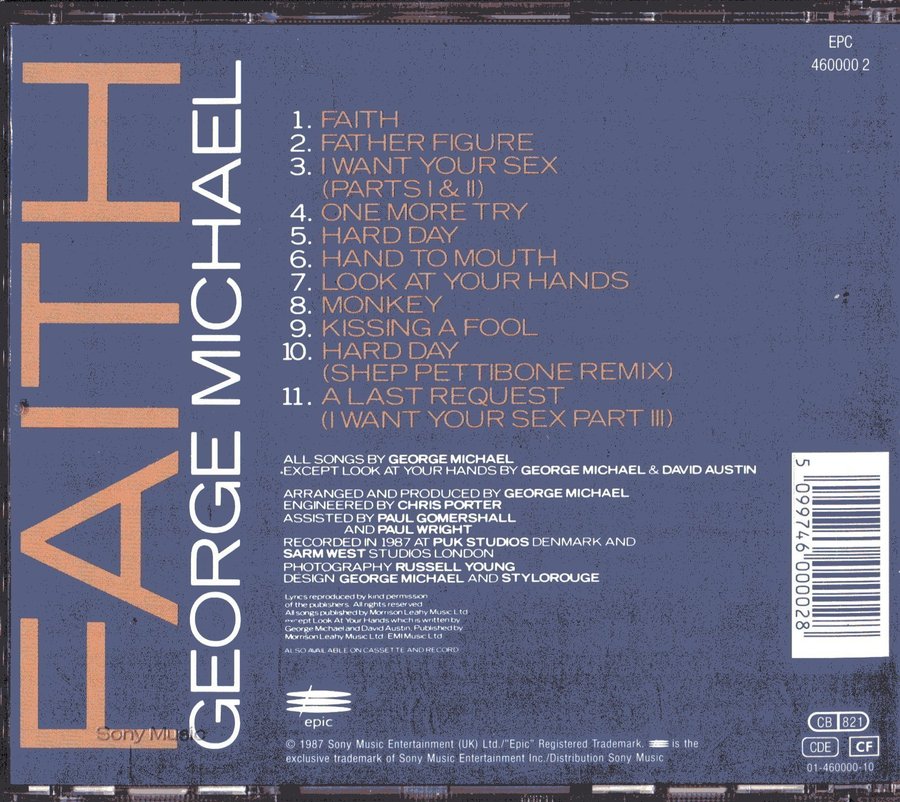 FAITH
GEORGE MICHAEL
EPC
460000 2
1. FAITH
2. FATHER FIGURE
3. I WANT YOUR SEX
(PARTS I & II)
4. ONE MORE TRY
5. HARD DAY
6. HAND TO MOUTH
7. LOOK AT YOUR HANDS
8. MONKEY
9. KISSING A FOOL
10. HARD DAY
(SHEP PETTIBONE REMIX)
11. A LAST REQUEST
(I WANT YOUR SEX PART III)
ALL SONGS BY GEORGE MICHAEL
EXCEPT LOOK AT YOUR HANDS BY GEORGE MICHAEL & DAVID AUSTIN
ARRANGED AND PRODUCED BY GEORGE MICHAEL
ENGINEERED BY CHRIS PORTER
ASSISTED BY PAUL GOMERSHALL
AND PAUL WRIGHT
RECORDED IN 1987 AT PUK STUDIOS DENMARK AND
SARM WEST STUDIOS LONDON
PHOTOGRAPHY RUSSELL YOUNG
DESIGN GEORGE MICHAEL AND STYLOROUGE
Lyrics reproduced by kind permission
of the publishers. All rights reserved
All songs published by Morrison Leahy Music Ltd
except Look At Your Hands which is written by
George Michael and David Austin. Published by
Morrison Leahy Music Ltd EMI Music Ltd
ALSO AVAILABLE ON CASSETTE AND RECORD
epic
© 1987 Sony Music Entertainment (UK) Ltd./"Epic" Registered Trademark. is the
exclusive trademark of Sony Music Entertainment Inc./Distribution Sony Music
5 099746 000028
CB 821
CDE CF
01-460000-10
Sony Music